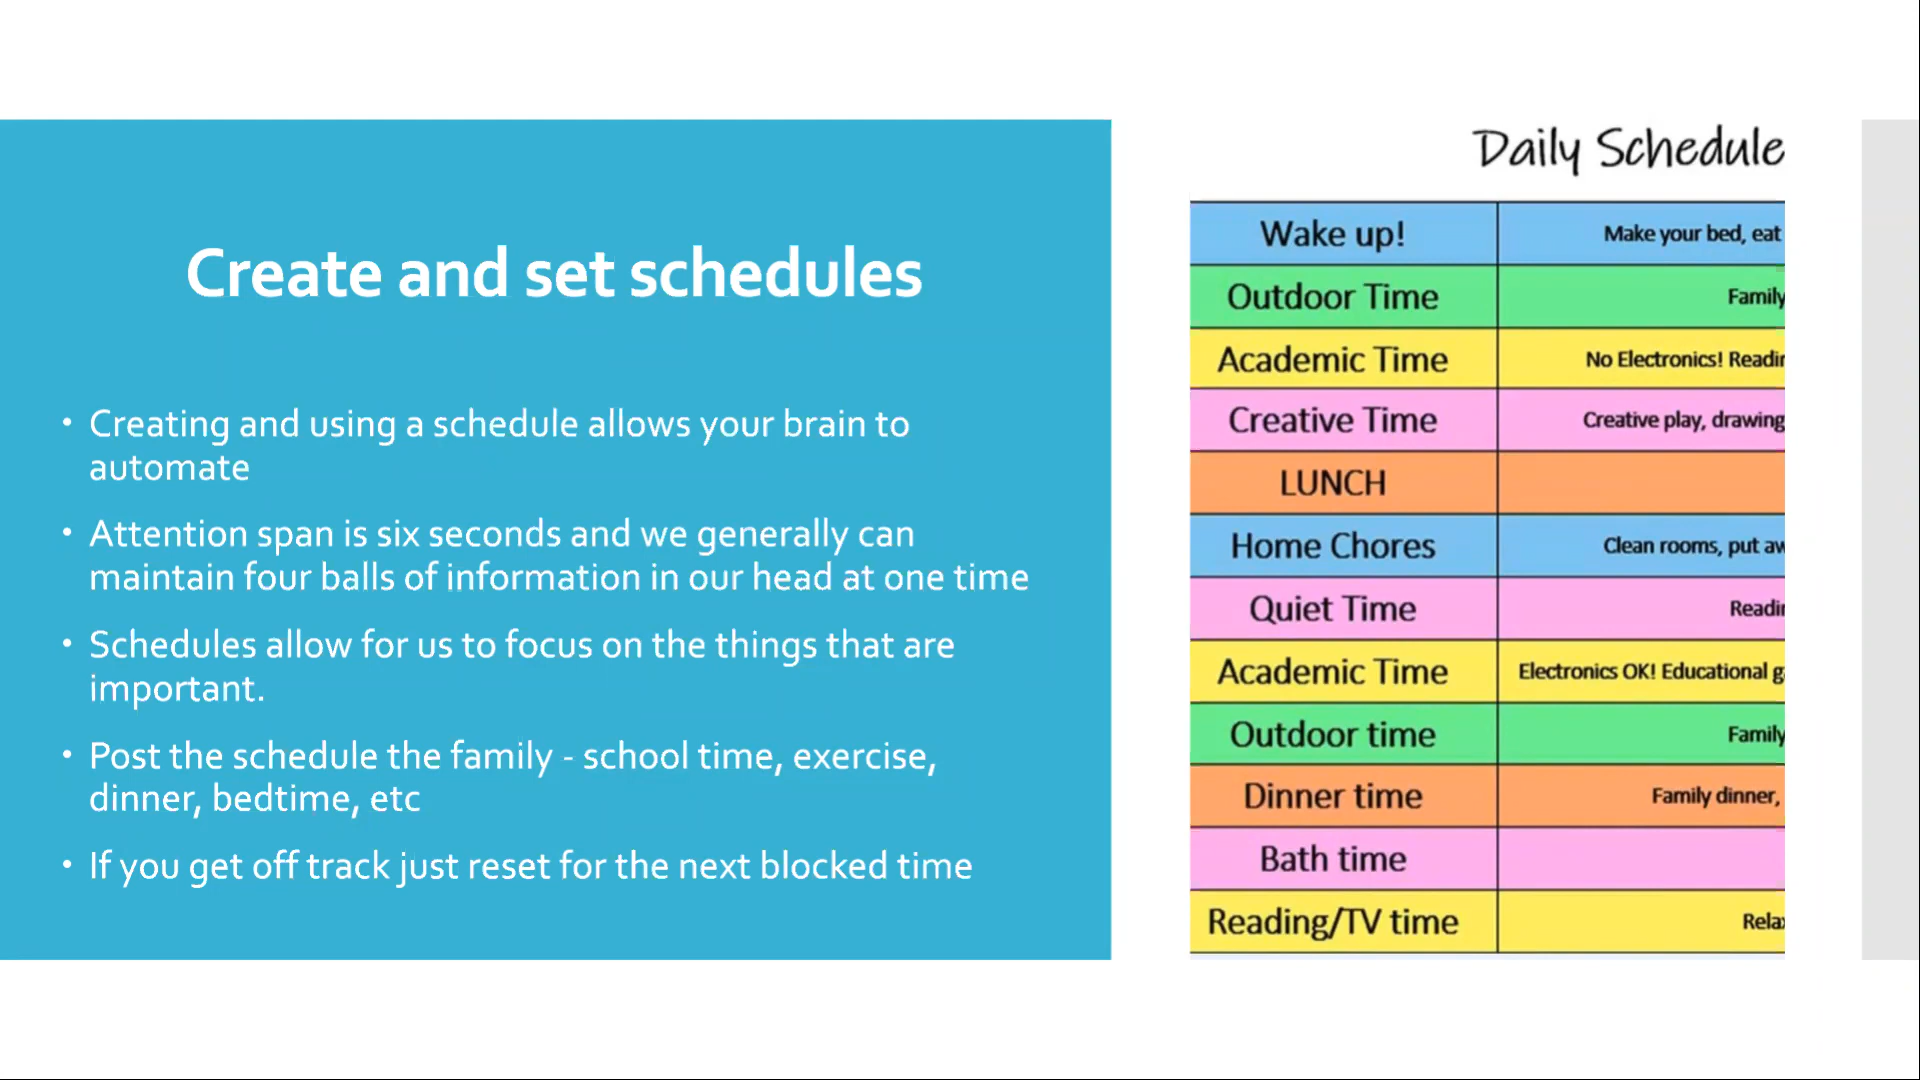 Create and set schedules
• Creating and using a schedule allows your brain to
automate
• Attention span is six seconds and we generally can
maintain four balls of information in our head at one time
• Schedules allow for us to focus on the things that are
important.
• Post the schedule the family - school time, exercise,
dinner, bedtime, etc
• If you get off track just reset for the next blocked time
Daily Schedule
Wake up! Make your bed, eat
Outdoor Time Family
Academic Time No Electronics!
Creative Time Creative play, drawing
LUNCH
Home Chores Clean rooms, put
Quiet Time
Academic Time Electronics OK! Educational
Outdoor time Family
Dinner time Family dinner,
Bath time
Reading/TV time